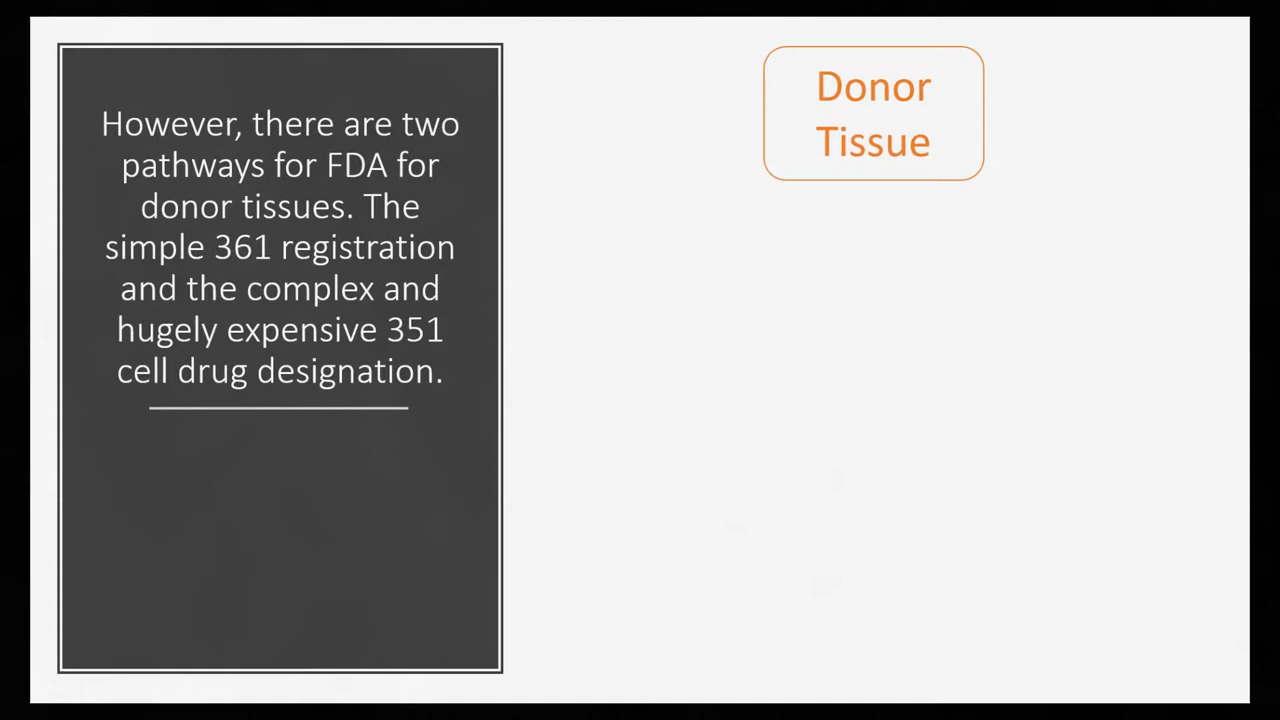 However, there are two
pathways for FDA for
donor tissues. The
simple 361 registration
and the complex and
hugely expensive 351
cell drug designation.
Donor
Tissue